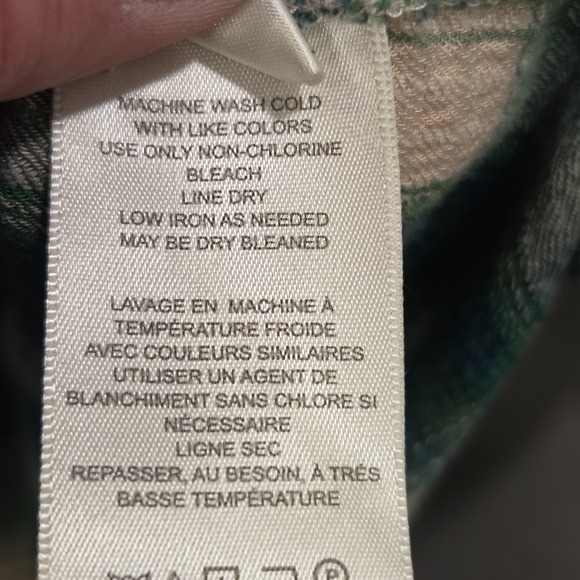 MACHINE WASH COLD
WITH LIKE COLORS
USE ONLY NON-CHLORINE
BLEACH
LINE DRY
LOW IRON AS NEEDED
MAY BE DRY BLEANED
LAVAGE EN MACHINE À
TEMPÉRATURE FROIDE
AVEC COULEURS SIMILAIRES
UTILISER UN AGENT DE
BLANCHIMENT SANS CHLORE SI
NÉCESSAIRE
LIGNE SEC
REPASSER, AU BESOIN, À TRÉS
BASSE TEMPÉRATURE
P